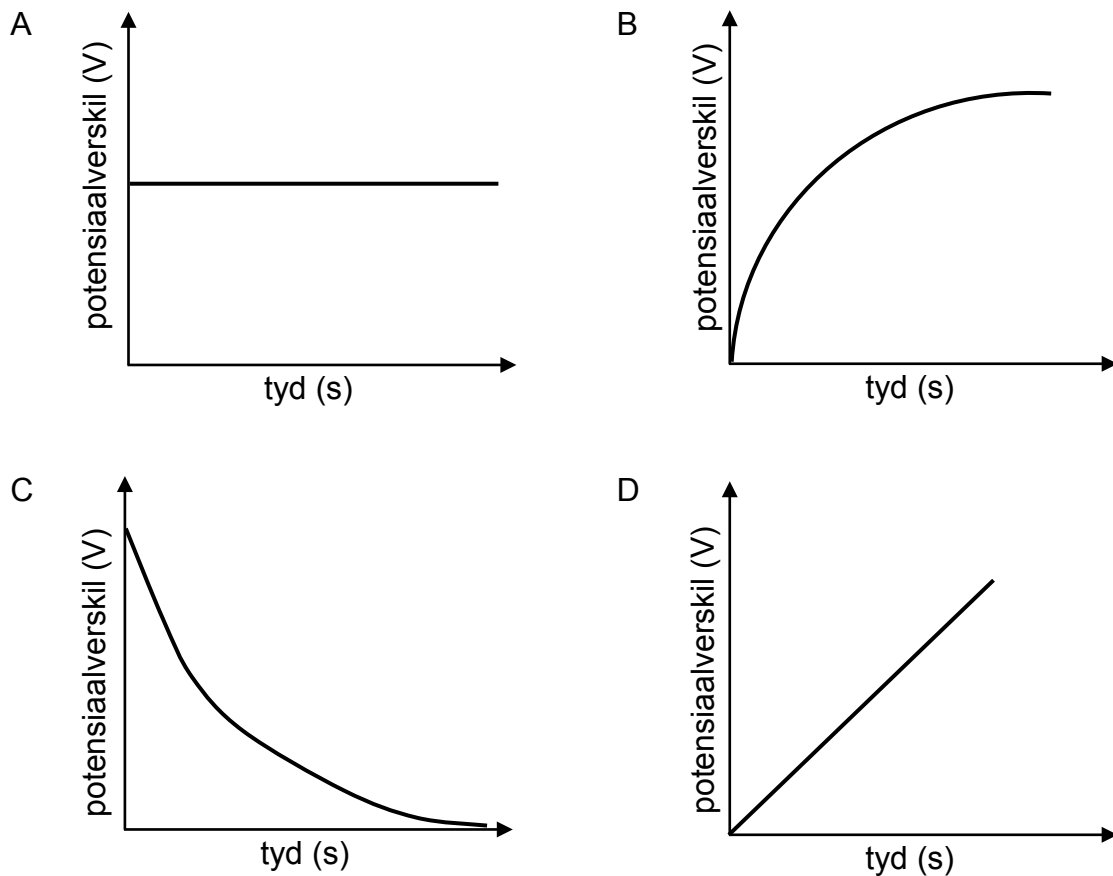 A
potensiaalverskil (V)
tyd (s)
B
potensiaalverskil (V)
tyd (s)
C
potensiaalverskil (V)
tyd (s)
D
potensiaalverskil (V)
tyd (s)